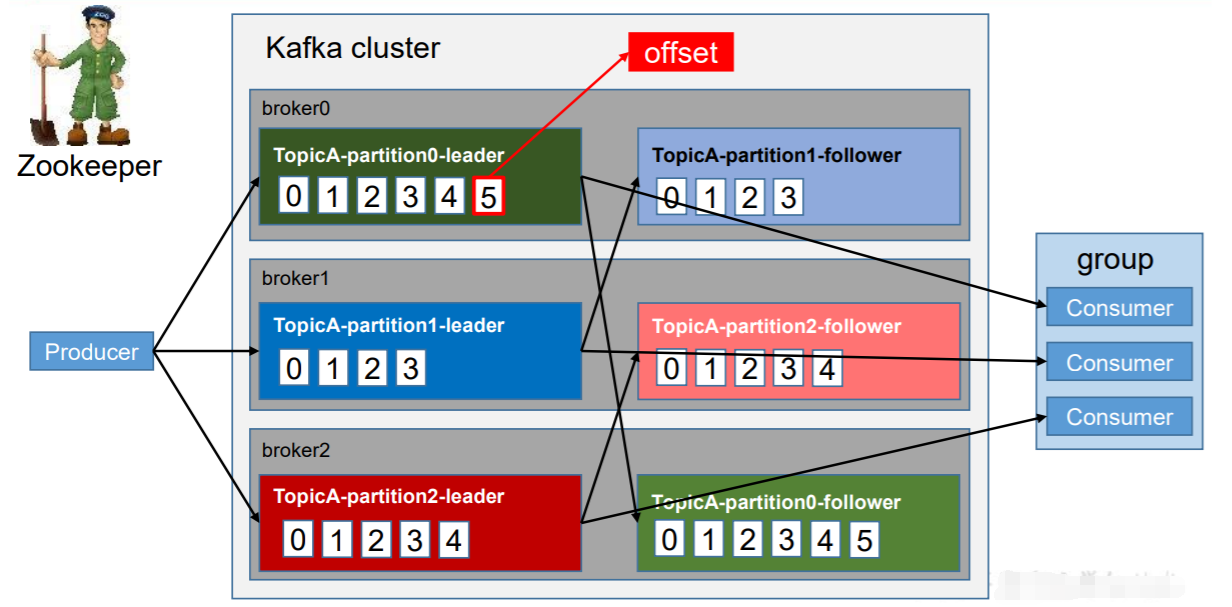 ZOO
Zookeeper
Kafka cluster
offset
broker0
TopicA-partition0-leader
0 1 2 3 4 5
TopicA-partition1-follower
0 1 2 3
broker1
TopicA-partition1-leader
0 1 2 3
TopicA-partition2-follower
0 1 2 3 4
broker2
TopicA-partition2-leader
0 1 2 3 4
TopicA-partition0-follower
0 1 2 3 4 5
Producer
group
Consumer
Consumer
Consumer